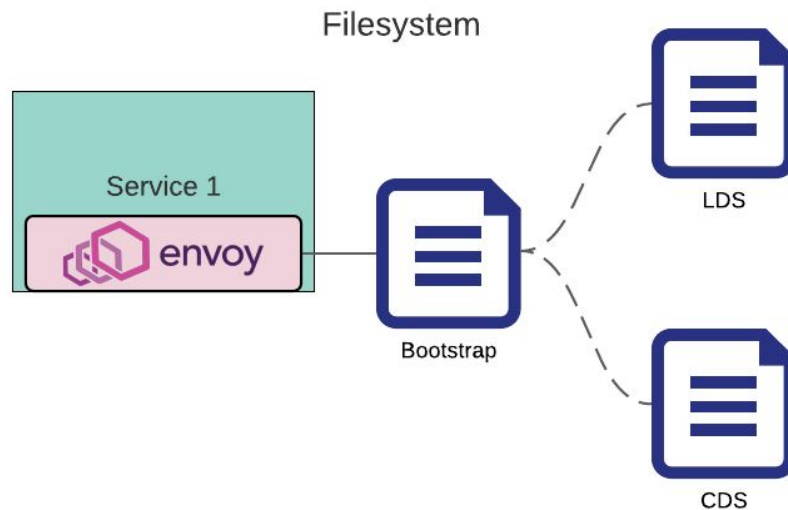 Filesystem
Service 1
envoy
Bootstrap
LDS
CDS